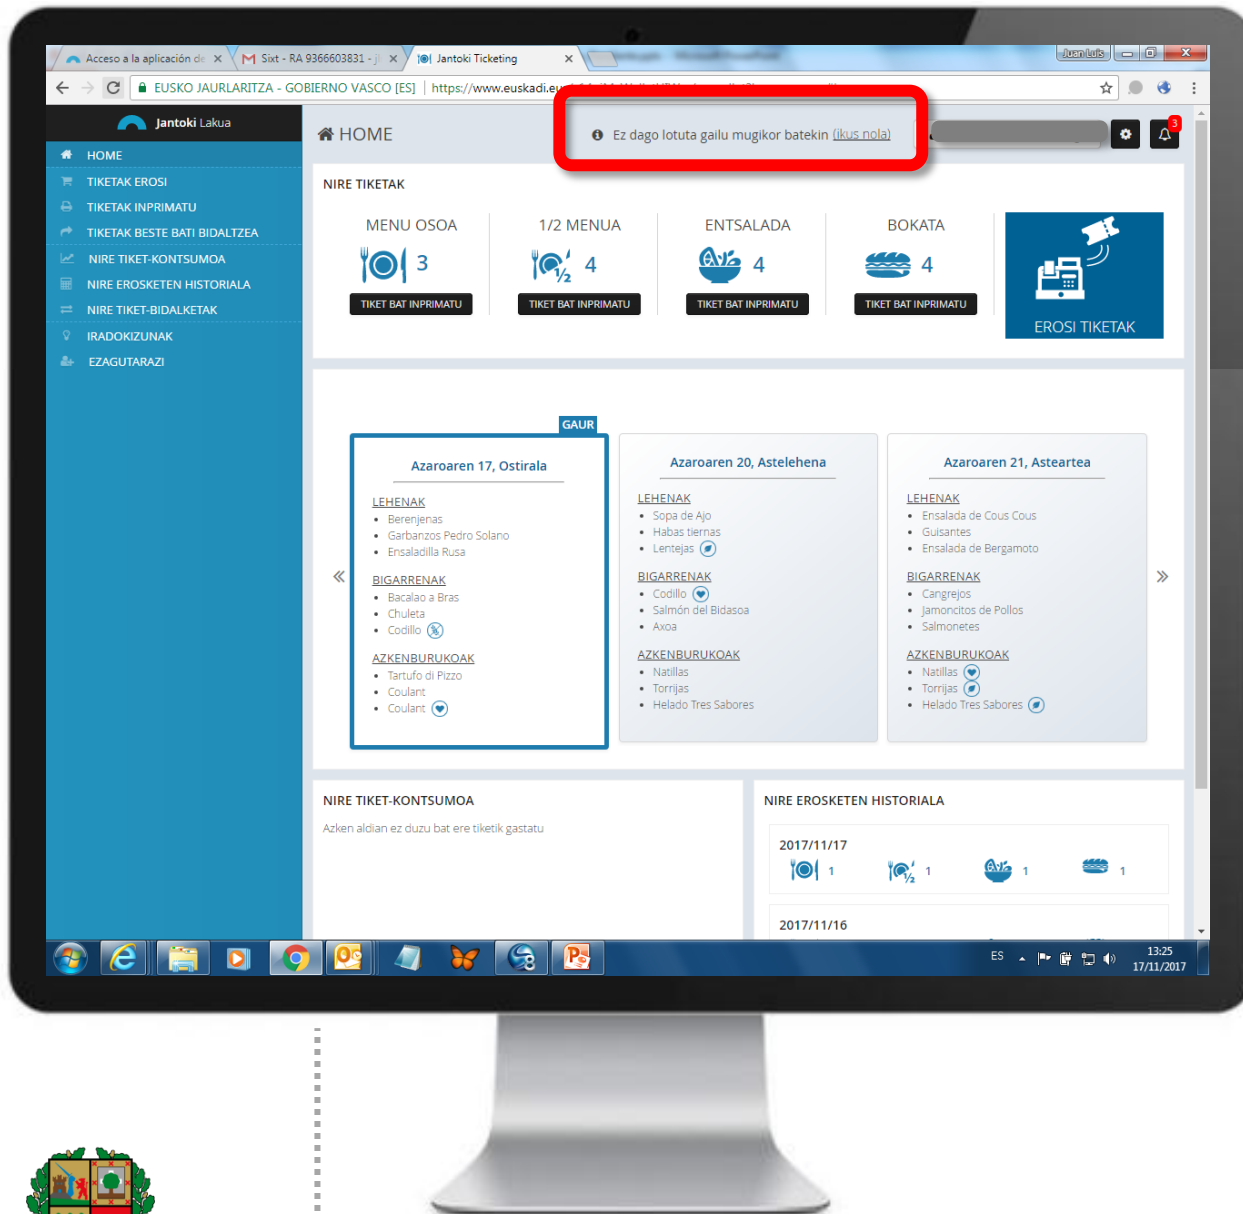 Acceso a la aplicación de
Sixt - RA 9366603831 - ji
Jantoki Ticketing
Juan Luis
EUSKO JAURLARITZA - GOBIERNO VASCO [ES] https://www.euskadi.eu
Jantoki Lakua
HOME
TIKETAK EROSI
TIKETAK INPRIMATU
TIKETAK BESTE BATI BIDALTZEA
NIRE TIKET-KONTSUMOA
NIRE EROSKETEN HISTORIALA
NIRE TIKET-BIDALKETAK
IRADOKIZUNAK
EZAGUTARAZI
HOME
Ez dago lotuta gailu mugikor batekin (ikus nola)
3
NIRE TIKETAK
MENU OSOA
3
TIKET BAT INPRIMATU
1/2 MENUA
1/2 4
TIKET BAT INPRIMATU
ENTSALADA
4
TIKET BAT INPRIMATU
BOKATA
4
TIKET BAT INPRIMATU
EROSI TIKETAK
GAUR
Azaroaren 17, Ostirala
LEHENAK
• Berenjenas
• Garbanzos Pedro Solano
• Ensaladilla Rusa
BIGARRENAK
• Bacalao a Bras
• Chuleta
• Codillo
AZKENBURUKOAK
• Tartufo di Pizzo
• Coulant
• Coulant
Azaroaren 20, Astelehena
LEHENAK
• Sopa de Ajo
• Habas tiernas
• Lentejas
BIGARRENAK
• Codillo
• Salmón del Bidasoa
• Axoa
AZKENBURUKOAK
• Natillas
• Torrijas
• Helado Tres Sabores
Azaroaren 21, Asteartea
LEHENAK
• Ensalada de Cous Cous
• Guisantes
• Ensalada de Bergamoto
BIGARRENAK
• Cangrejos
• Jamoncitos de Pollos
• Salmonetes
AZKENBURUKOAK
• Natillas
• Torrijas
• Helado Tres Sabores
NIRE TIKET-KONTSUMOA
Azken aldian ez duzu bat ere tiketik gastatu
NIRE EROSKETEN HISTORIALA
2017/11/17
1 1/2 1 1 1
2017/11/16
ES
13:25
17/11/2017